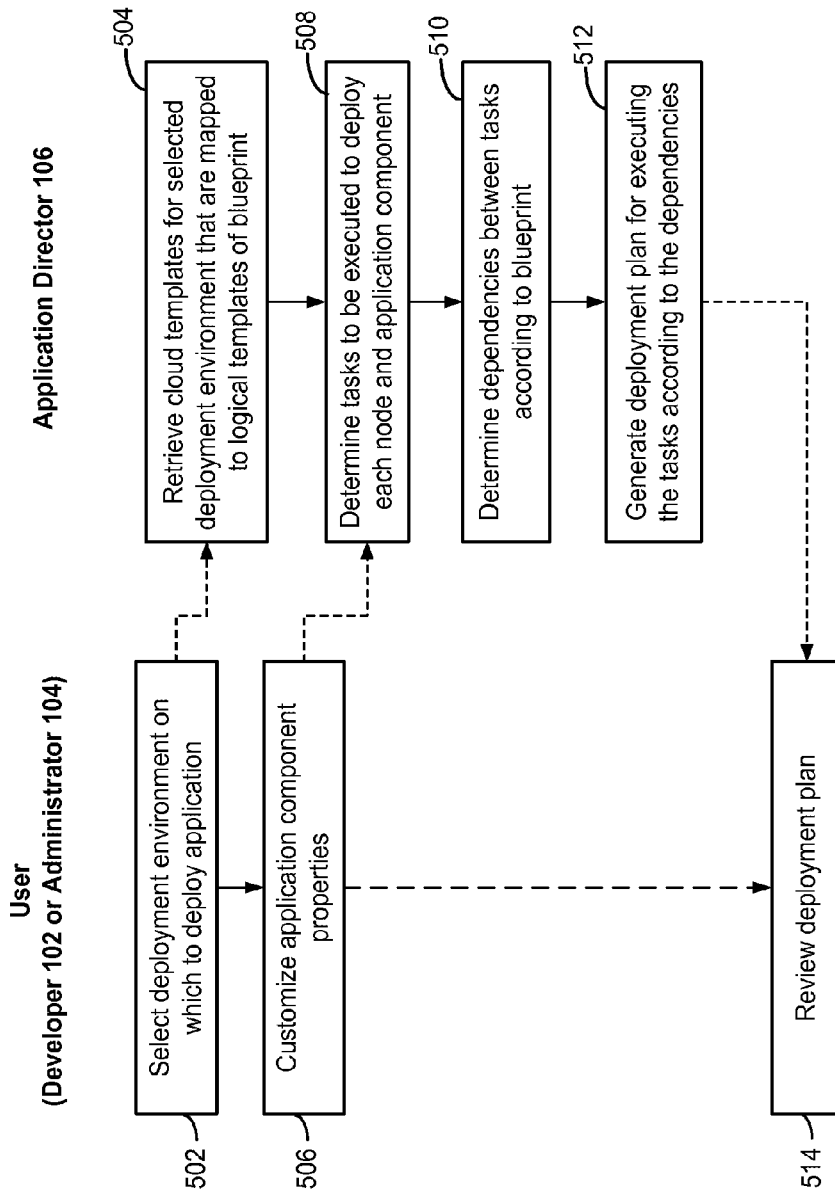 User
(Developer 102 or Administrator 104)
Application Director 106
502
Select deployment environment on
which to deploy application
504
Retrieve cloud templates for selected
deployment environment that are mapped
to logical templates of blueprint
506
Customize application component
properties
508
Determine tasks to be executed to deploy
each node and application component
510
Determine dependencies between tasks
according to blueprint
512
Generate deployment plan for executing
the tasks according to the dependencies
514
Review deployment plan